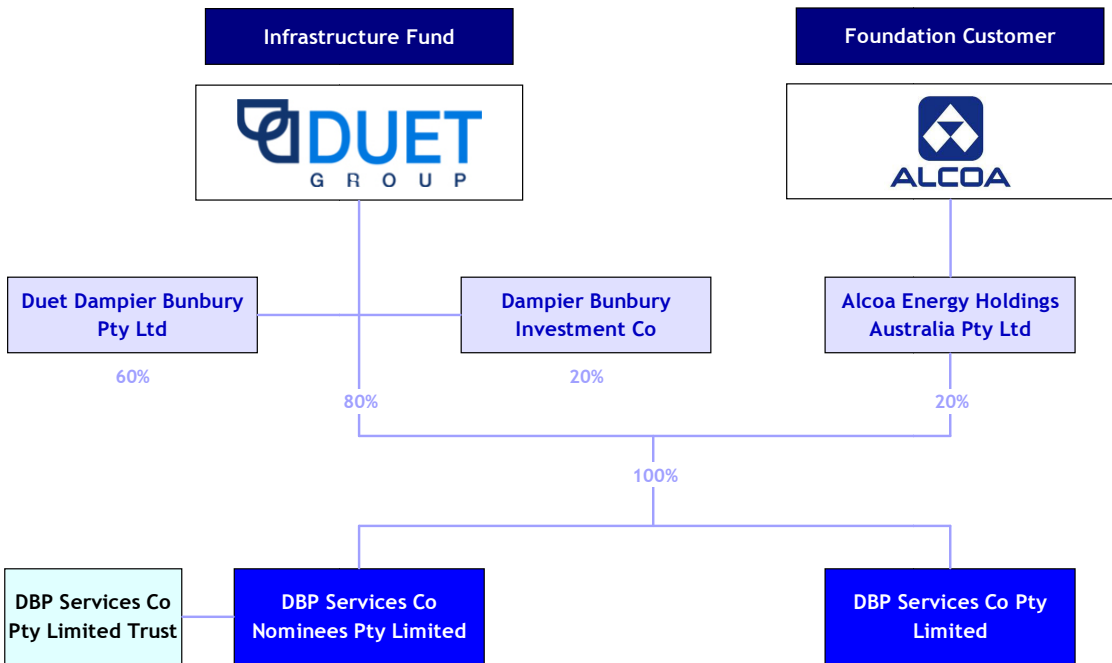 Infrastructure Fund
Foundation Customer
DUET
GROUP
ALCOA
Duet Dampier Bunbury
Pty Ltd
Dampier Bunbury
Investment Co
Alcoa Energy Holdings
Australia Pty Ltd
60%
20%
80%
20%
100%
DBP Services Co
Pty Limited Trust
DBP Services Co
Nominees Pty Limited
DBP Services Co Pty
Limited